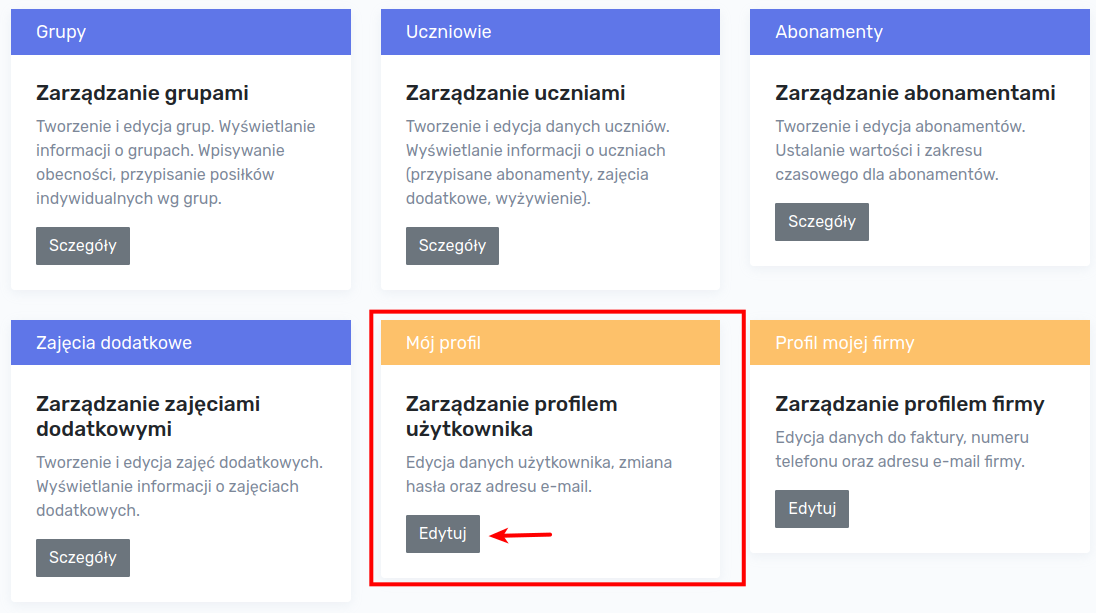 Grupy
Zarządzanie grupami
Tworzenie i edycja grup. Wyświetlanie
informacji o grupach. Wpisywanie
obecności, przypisanie posiłków
indywidualnych wg grup.
Sczegóły
Uczniowie
Zarządzanie uczniami
Tworzenie i edycja danych uczniów.
Wyświetlanie informacji o uczniach
(przypisane abonamenty, zajęcia
dodatkowe, wyżywienie).
Sczegóły
Abonamenty
Zarządzanie abonamentami
Tworzenie i edycja abonamentów.
Ustalanie wartości i zakresu
czasowego dla abonamentów.
Sczegóły
Zajęcia dodatkowe
Zarządzanie zajęciami
dodatkowymi
Tworzenie i edycja zajęć dodatkowych.
Wyświetlanie informacji o zajęciach
dodatkowych.
Sczegóły
Mój profil
Zarządzanie profilem
użytkownika
Edycja danych użytkownika, zmiana
hasła oraz adresu e-mail.
Edytuj
Profil mojej firmy
Zarządzanie profilem firmy
Edycja danych do faktury, numeru
telefonu oraz adresu e-mail firmy.
Edytuj